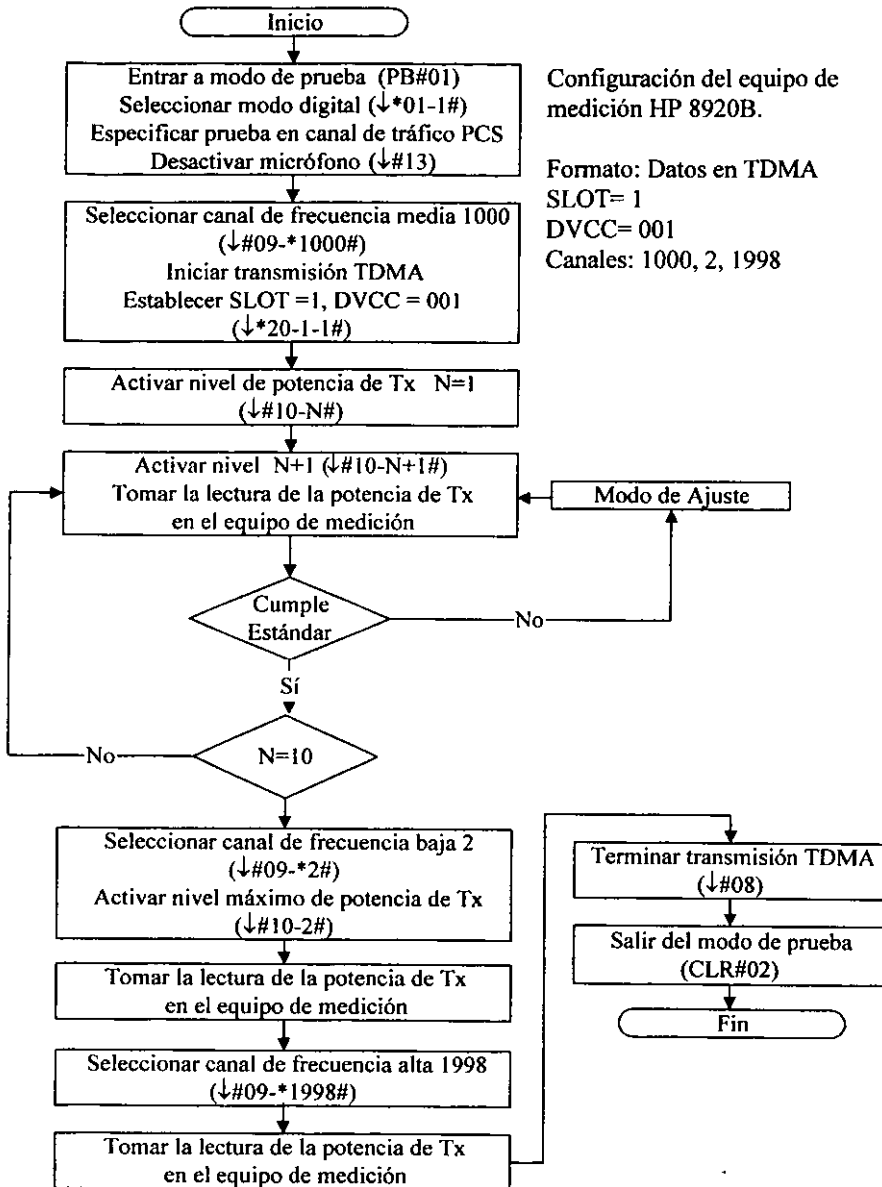 Inicio
Entrar a modo de prueba (PB#01)
Seleccionar modo digital (↓*01-1#)
Especificar prueba en canal de tráfico PCS
Desactivar micrófono (↓#13)
Configuración del equipo de
medición HP 8920B.
Formato: Datos en TDMA
SLOT= 1
DVCC= 001
Canales: 1000, 2, 1998
Seleccionar canal de frecuencia media 1000
(↓#09-*1000#)
Iniciar transmisión TDMA
Establecer SLOT =1, DVCC = 001
(↓*20-1-1#)
Activar nivel de potencia de Tx N=1
(↓#10-N#)
Activar nivel N+1 (↓#10-N+1#)
Tomar la lectura de la potencia de Tx
en el equipo de medición
Modo de Ajuste
Cumple
Estándar
No
Sí
No
N=10
Seleccionar canal de frecuencia baja 2
(↓#09-*2#)
Activar nivel máximo de potencia de Tx
(↓#10-2#)
Tomar la lectura de la potencia de Tx
en el equipo de medición
Seleccionar canal de frecuencia alta 1998
(↓#09-*1998#)
Tomar la lectura de la potencia de Tx
en el equipo de medición
Terminar transmisión TDMA
(↓#08)
Salir del modo de prueba
(CLR#02)
Fin